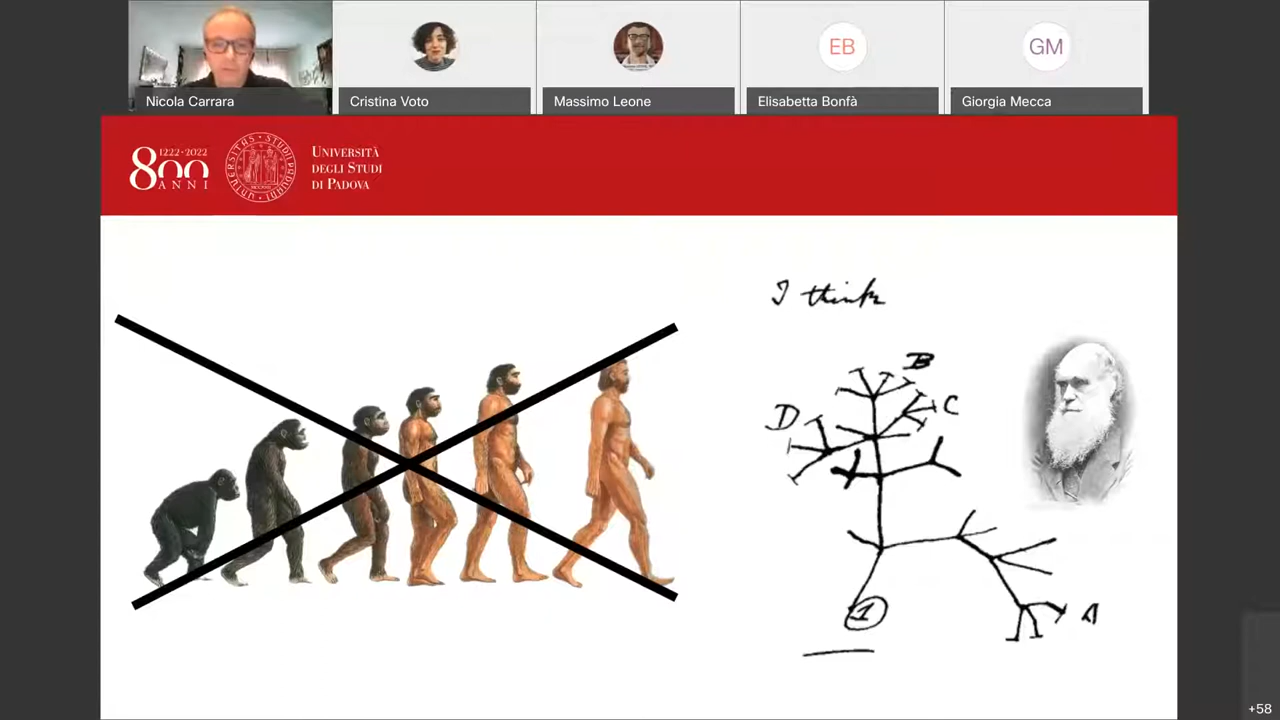 Nicola Carrara
Cristina Voto
Massimo Leone
EB
Elisabetta Bonfà
GM
Giorgia Mecca
1222·2022
800
ANNI
UNIVERSITÀ
DEGLI STUDI
DI PADOVA
I think
B
C
D
1
A
+58